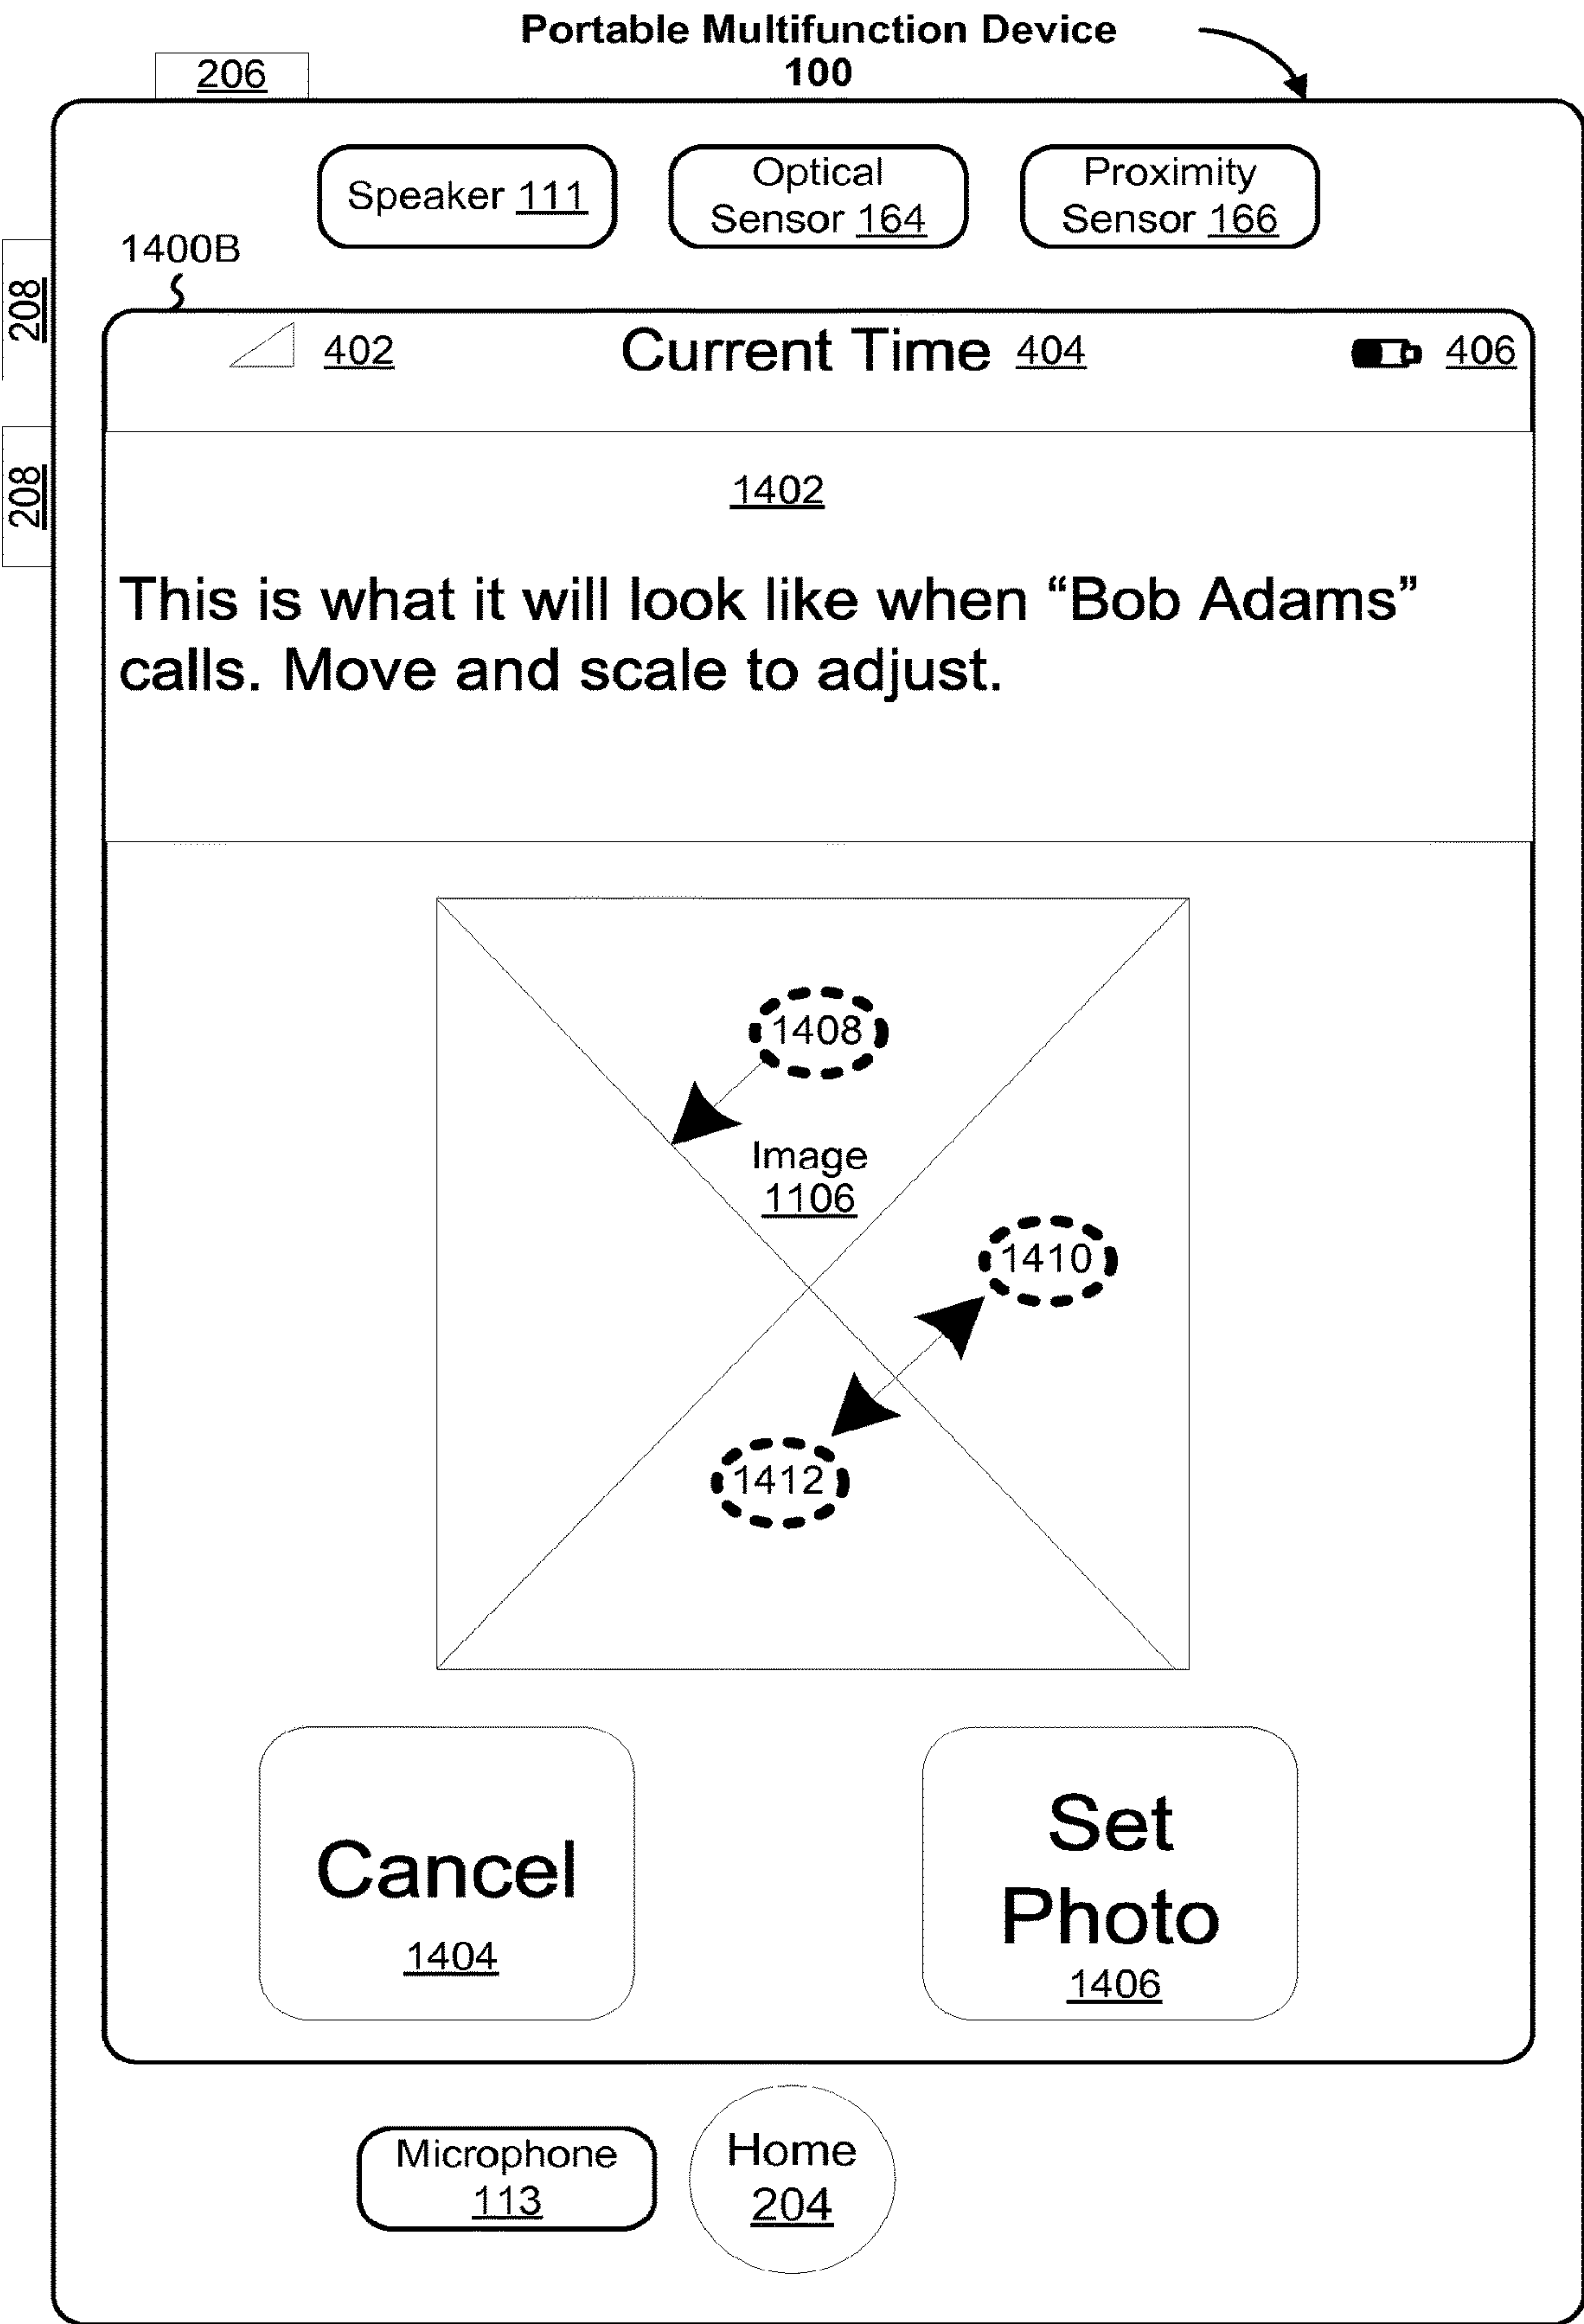 Portable Multifunction Device
100
206
Speaker 111
Optical
Sensor 164
Proximity
Sensor 166
1400B
208
208
402
Current Time 404
406
1402
This is what it will look like when “Bob Adams”
calls. Move and scale to adjust.
1408
Image
1106
1410
1412
Cancel
1404
Set
Photo
1406
Microphone
113
Home
204